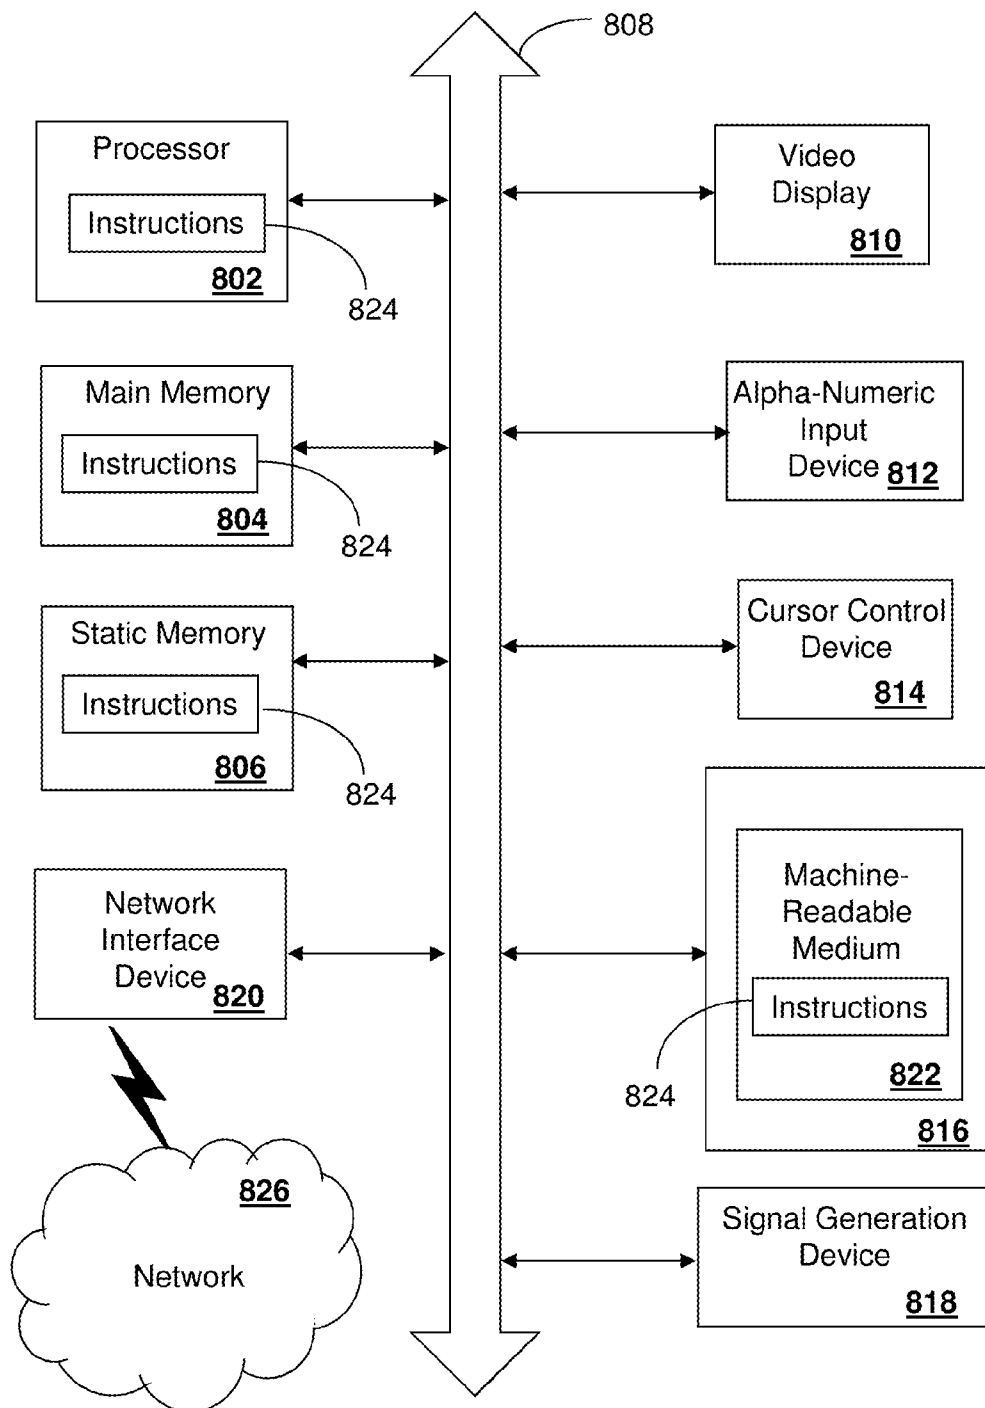 808
Processor
Instructions
802
824
Main Memory
Instructions
804
824
Static Memory
Instructions
806
824
Network
Interface
Device
820
826
Network
Video
Display
810
Alpha-Numeric
Input
Device
812
Cursor Control
Device
814
Machine-
Readable
Medium
Instructions
824
822
816
Signal Generation
Device
818